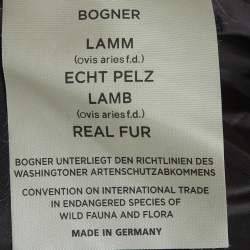 BOGNER
LAMM
(ovis aries f.d.)
ECHT PELZ
LAMB
(ovis aries f.d.)
REAL FUR
BOGNER UNTERLIEGT DEN RICHTLINIEN DES
WASHINGTONER ARTENSCHUTZABKOMMENS
CONVENTION ON INTERNATIONAL TRADE
IN ENDANGERED SPECIES OF
WILD FAUNA AND FLORA
MADE IN GERMANY